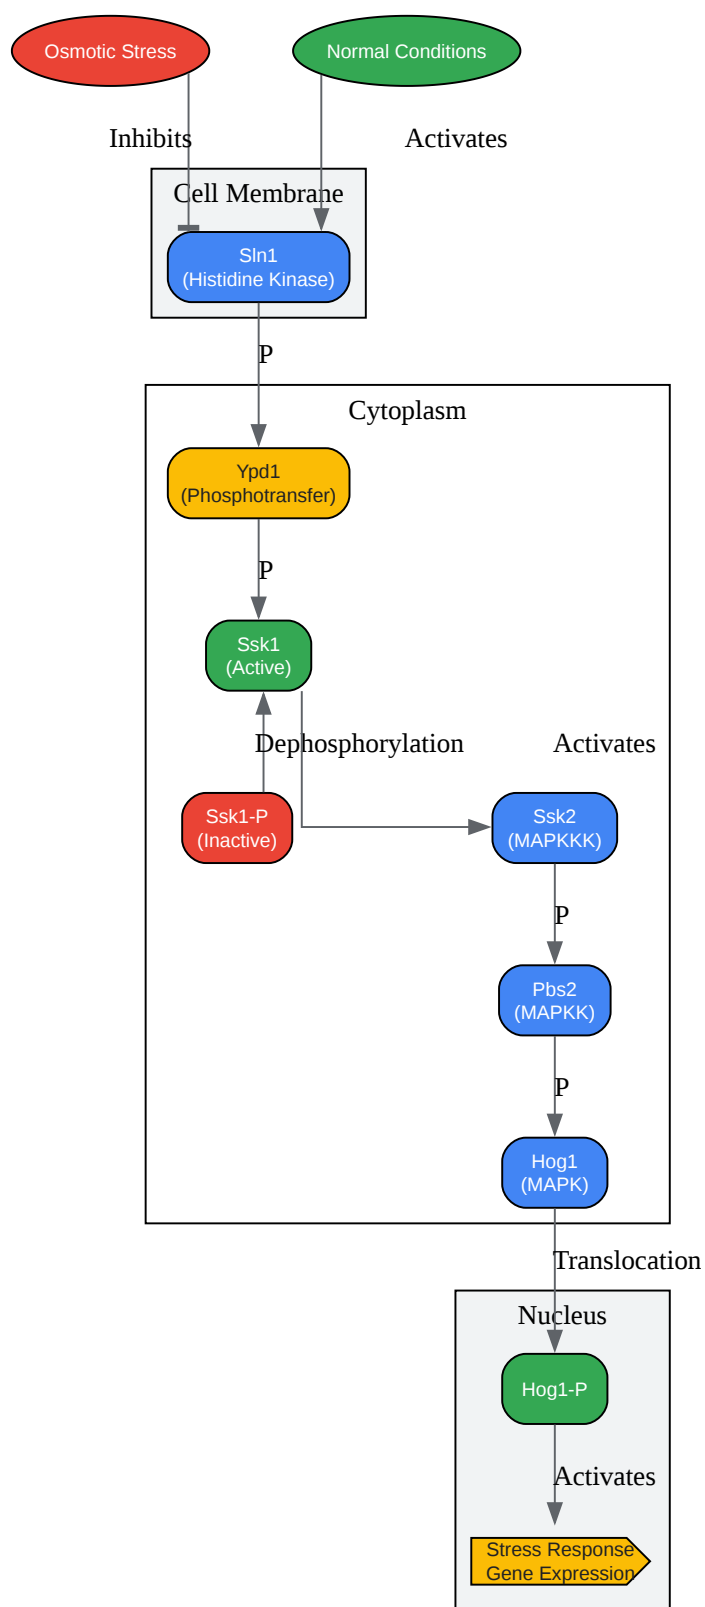 Osmotic Stress
Normal Conditions
Inhibits
Activates
Cell Membrane
Sln1
(Histidine Kinase)
P
Cytoplasm
Ypd1
(Phosphotransfer)
P
Ssk1
(Active)
Dephosphorylation
Activates
Ssk1-P
(Inactive)
Ssk2
(MAPKKK)
P
Pbs2
(MAPKK)
P
Hog1
(MAPK)
Translocation
Nucleus
Hog1-P
Activates
Stress Response
Gene Expression